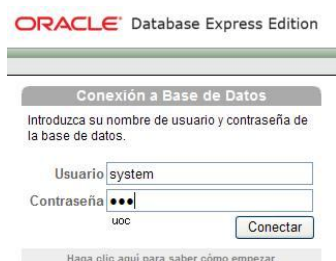 ORACLE Database Express Edition
Conexión a Base de Datos
Introduzca su nombre de usuario y contraseña de
la base de datos.
Usuario system
Contraseña •••
uoc
Conectar
Haga clic aquí para saber cómo empezar